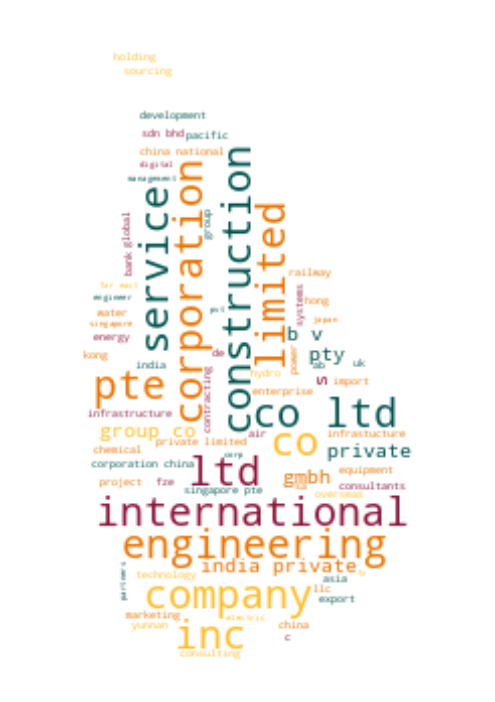 holding
sourcing
development
sdn bhd
pacific
china national
digital
management
service
corporation
construction
group
limited
bank global
railway
far east
engineer
systems
hong
water
singapore
japan
energy
b v
power
kong
de
pty
ab
uk
india
hydro
pte
s
import
contracting
enterprise
infrastructure
co ltd
group co
air
infrastucture
private limited
co
chemical
private
corp
corporation china
ltd
equipment
gmbh
project
fze
singapore pte
consultants
overseas
international
engineering
india private
partners
technology
asia
company
llc
export
marketing
electric
yunnan
inc
china
c
consulting